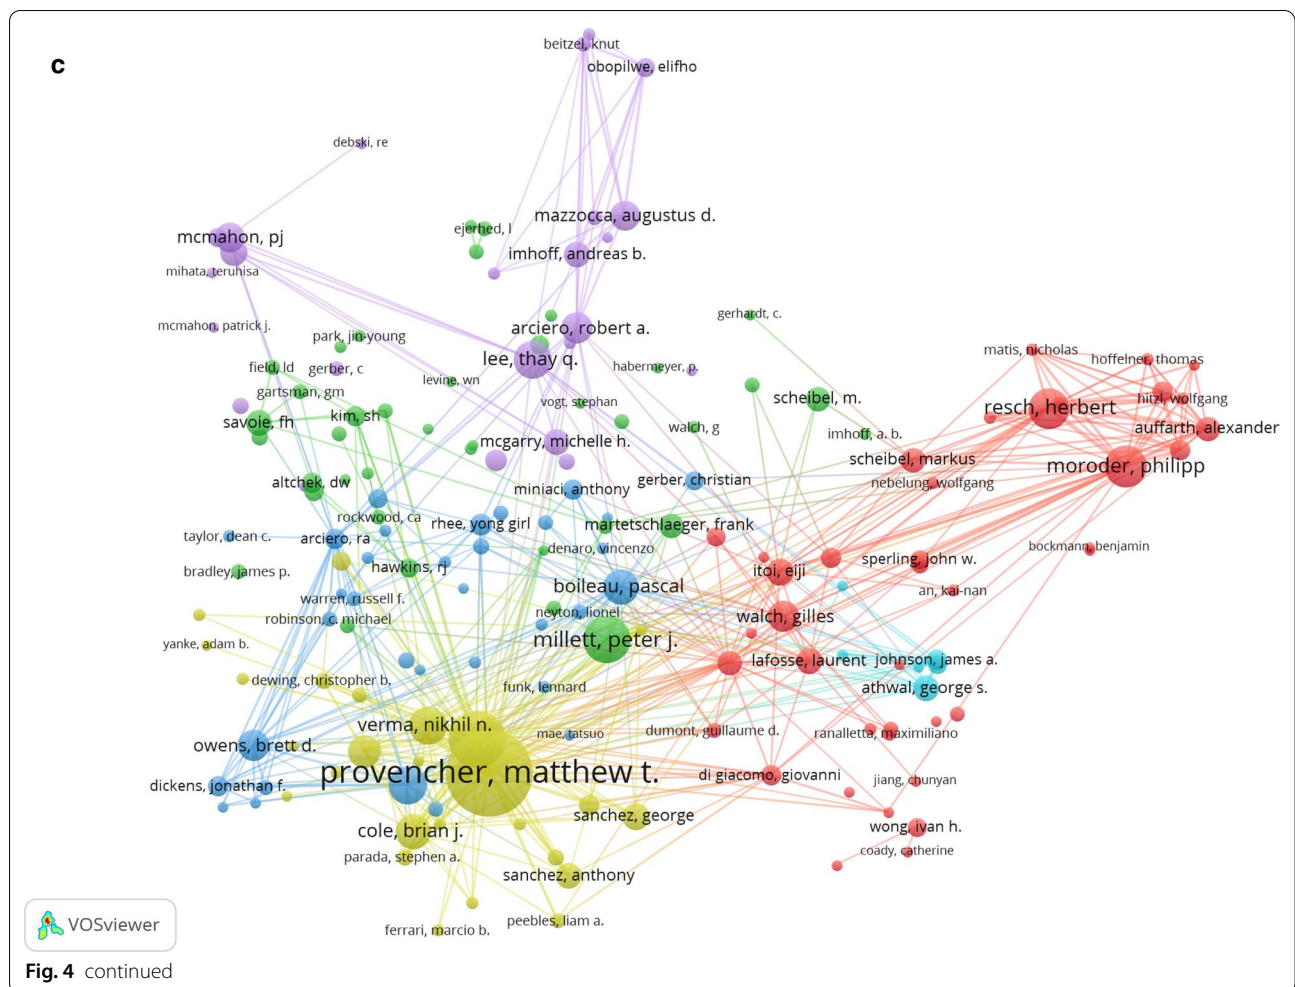 c
beitzel, knut
obopilwe, elifho
debski, re
mazzocca, augustus d.
ejerhed, l
mcmahon, pj
imhoff, andreas b.
mihata, teruhisa
gerhardt, c.
mcmahon, patrick j.
arciero, robert a.
park, jin-young
matis, nicholas
lee, thay q.
hoffelner, thomas
field, ld
gerber, c
habermeyer, p.
levine, wn
gartsman, gm
scheibel, m.
hitzl, wolfgang
vogt, stephan
resch, herbert
kim, sh
savoie, fh
walch, g
auffarth, alexander
imhoff, a. b.
mcgarry, michelle h.
scheibel, markus
moroder, philipp
altchek, dw
gerber, christian
nebelung, wolfgang
miniaci, anthony
rockwood, ca
rhee, yong girl
martetschlaeger, frank
taylor, dean c.
arciero, ra
denaro, vincenzo
bockmann, benjamin
sperling, john w.
bradley, james p.
hawkins, rj
itoi, eiji
boileau, pascal
an, kai-nan
warren, russell f.
neyton, lionel
walch, gilles
robinson, c. michael
millett, peter j.
yanke, adam b.
lafosse, laurent
johnson, james a.
dewing, christopher b.
funk, lennard
athwal, george s.
verma, nikhil n.
mae, tatsuo
dumont, guillaume d.
ranalletta, maximiliano
owens, brett d.
provencher, matthew t.
di giacomo, giovanni
jiang, chunyan
dickens, jonathan f.
sanchez, george
wong, ivan h.
cole, brian j.
coady, catherine
parada, stephen a.
sanchez, anthony
peebles, liam a.
ferrari, marcio b.
VOSviewer
Fig. 4 continued